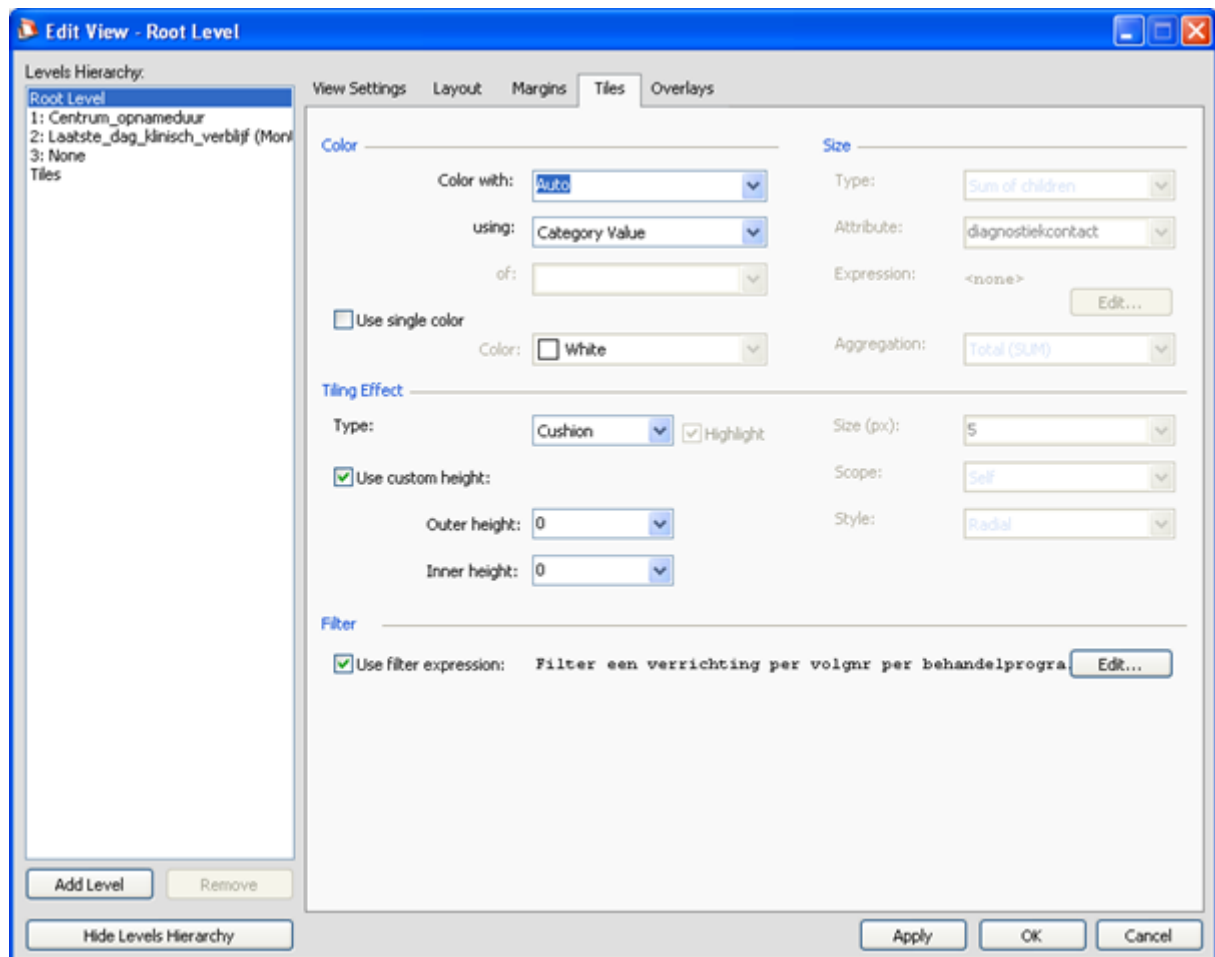 Edit View - Root Level
Levels Hierarchy:
Root Level
1: Centrum_opnameduur
2: Laatste_dag_klinisch_verblijf (Mon
3: None
Tiles
View Settings Layout Margins Tiles Overlays
Color Size
Color with: Auto Type: Sum of children
using: Category Value Attribute: diagnostiekcontact
of: Expression: <none>
Edit...
Use single color
Color: White Aggregation: Total (SUM)
Tiling Effect
Type: Cushion Highlight Size (px): 5
Use custom height: Scope: Self
Outer height: 0 Style: Radial
Inner height: 0
Filter
Use filter expression: Filter een verrichting per volgnr per behandelprogra. Edit...
Add Level Remove
Hide Levels Hierarchy Apply OK Cancel